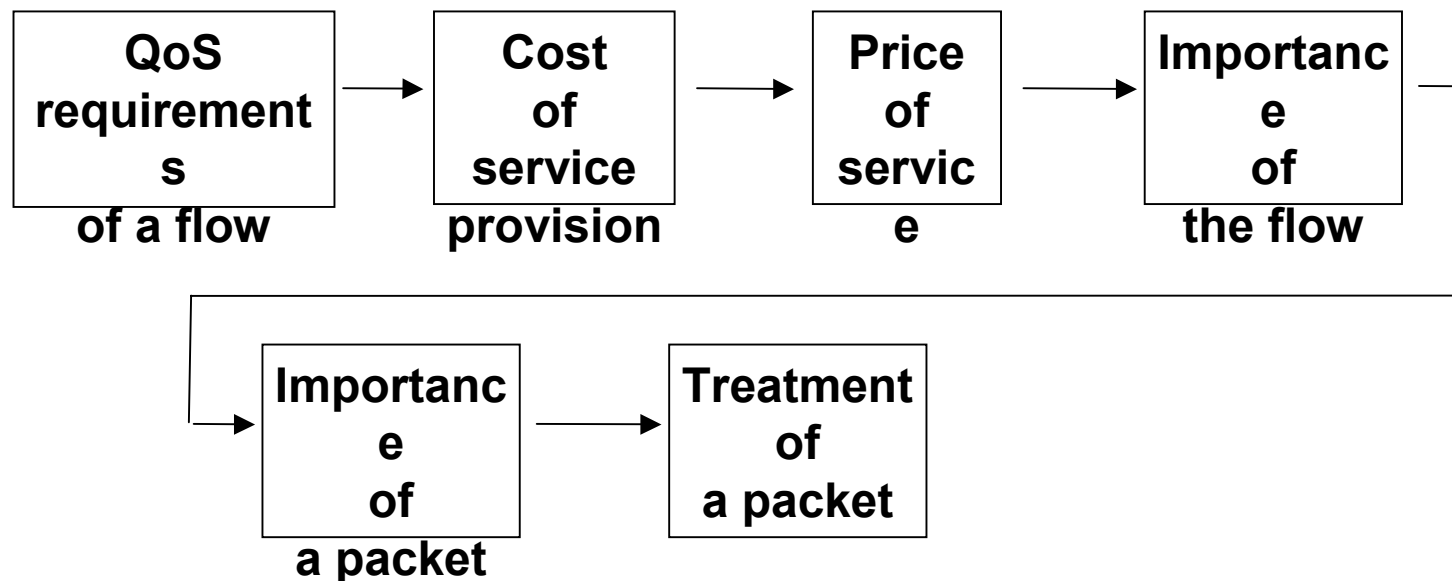 QoS
requirement
s
of a flow
Cost
of
service
provision
Price
of
servic
e
Importanc
e
of
the flow
Importanc
e
of
a packet
Treatment
of
a packet